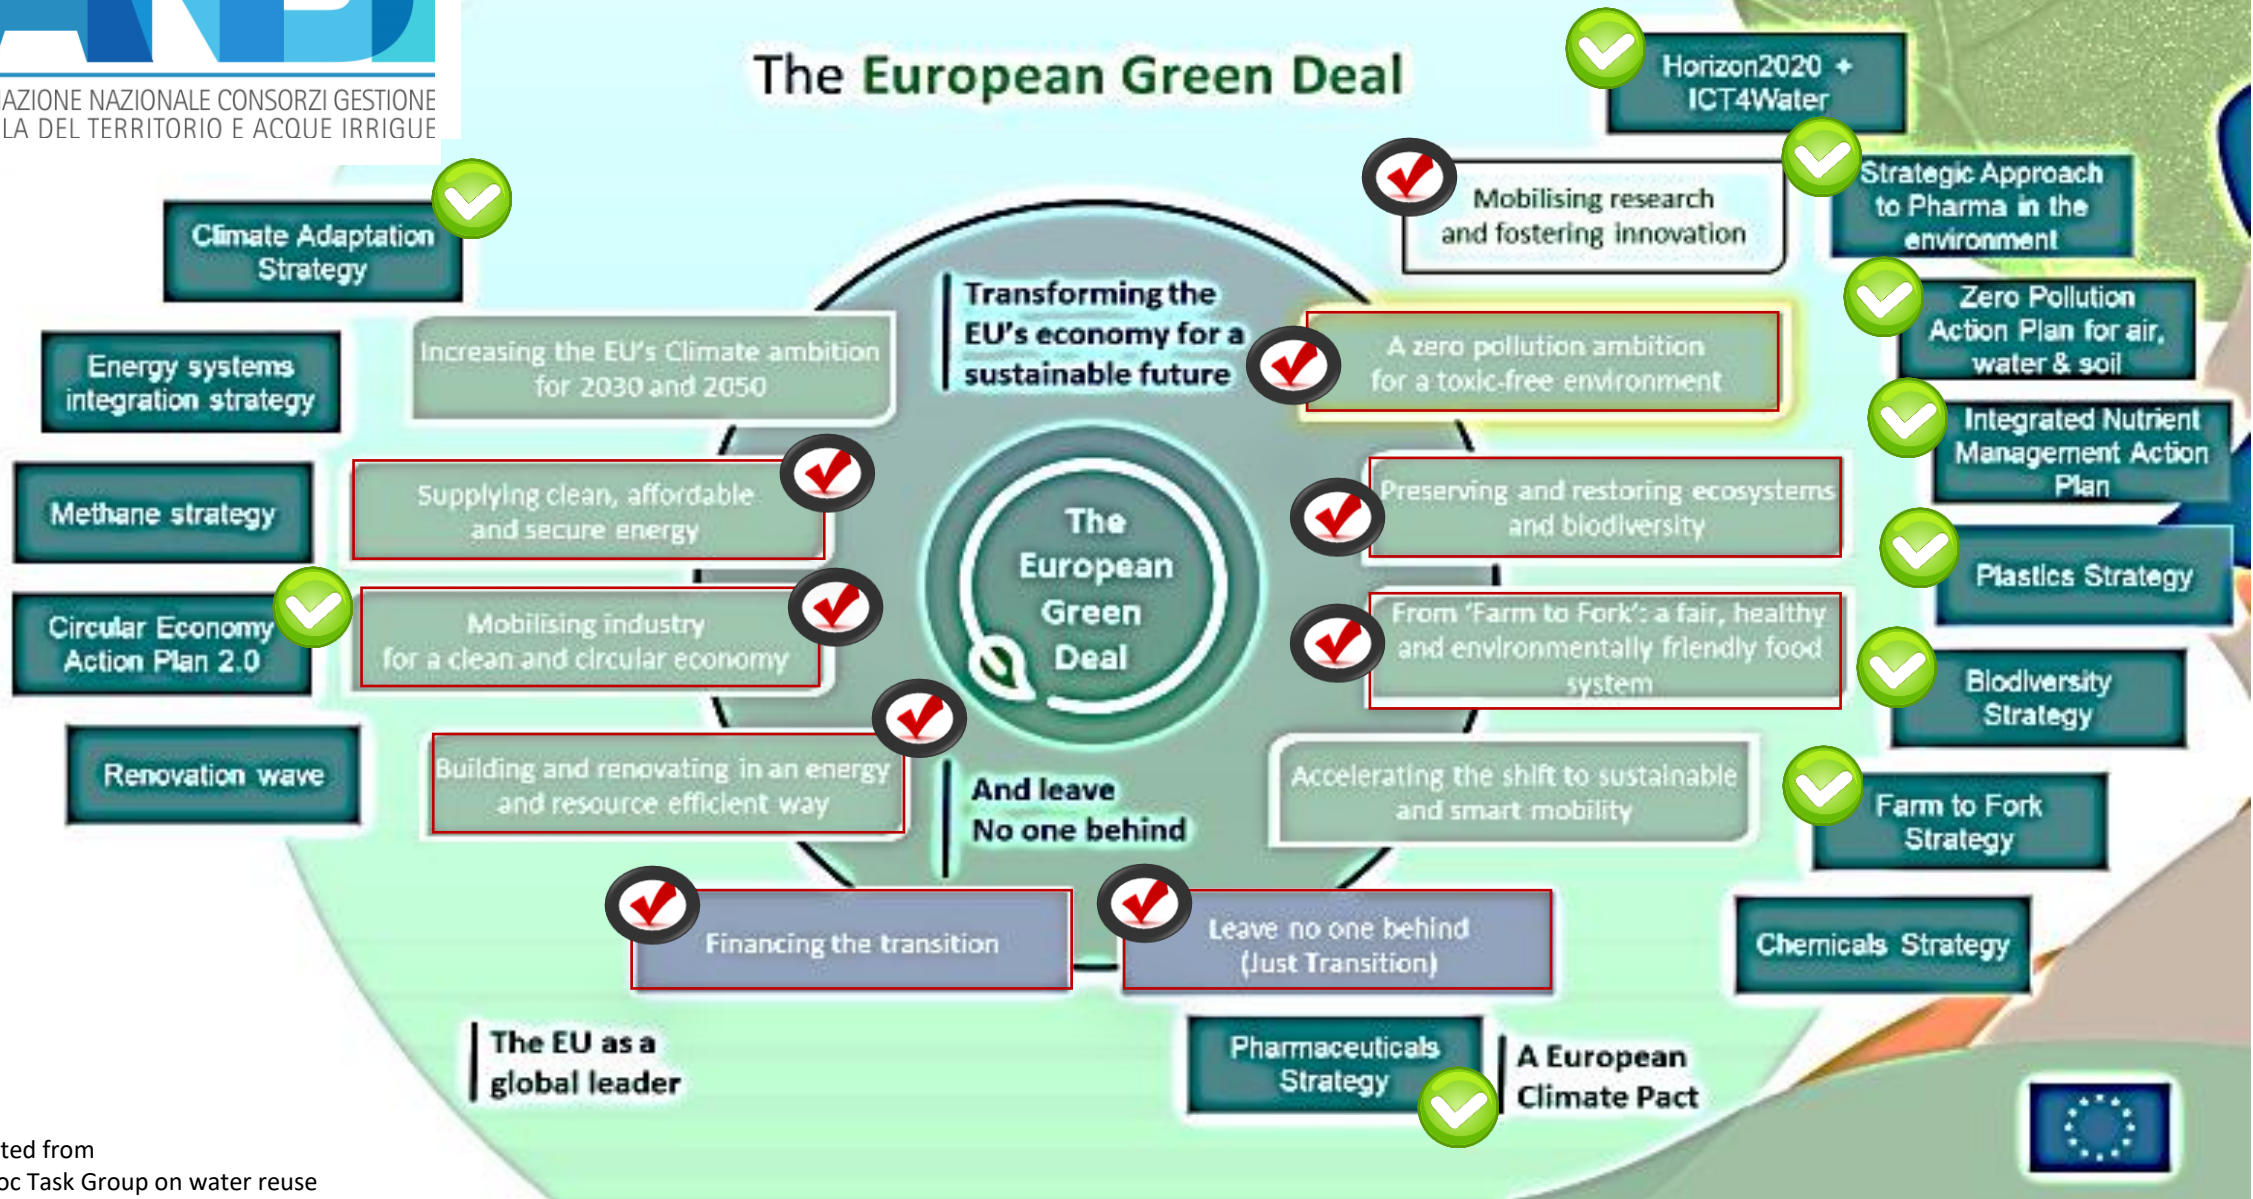 The European Green Deal
AZIONE NAZIONALE CONSORZI GESTIONE
LA DEL TERRITORIO E ACQUE IRRIGUE
Horizon2020 +
ICT4Water
Mobilising research
and fostering innovation
Strategic Approach
to Pharma in the
environment
Climate Adaptation
Strategy
Transforming the
EU's economy for a
sustainable future
Zero Pollution
Action Plan for air,
water & soil
Energy systems
integration strategy
Increasing the EU's Climate ambition
for 2030 and 2050
A zero pollution ambition
for a toxic-free environment
Integrated Nutrient
Management Action
Plan
Methane strategy
Supplying clean, affordable
and secure energy
The
European
Green
Deal
Preserving and restoring ecosystems
and biodiversity
Plastics Strategy
Circular Economy
Action Plan 2.0
Mobilising industry
for a clean and circular economy
From 'Farm to Fork': a fair, healthy
and environmentally friendly food
system
Biodiversity
Strategy
Renovation wave
Building and renovating in an energy
and resource efficient way
And leave
No one behind
Accelerating the shift to sustainable
and smart mobility
Farm to Fork
Strategy
Financing the transition
Leave no one behind
(Just Transition)
Chemicals Strategy
The EU as a
global leader
Pharmaceuticals
Strategy
A European
Climate Pact
ted from
oc Task Group on water reuse